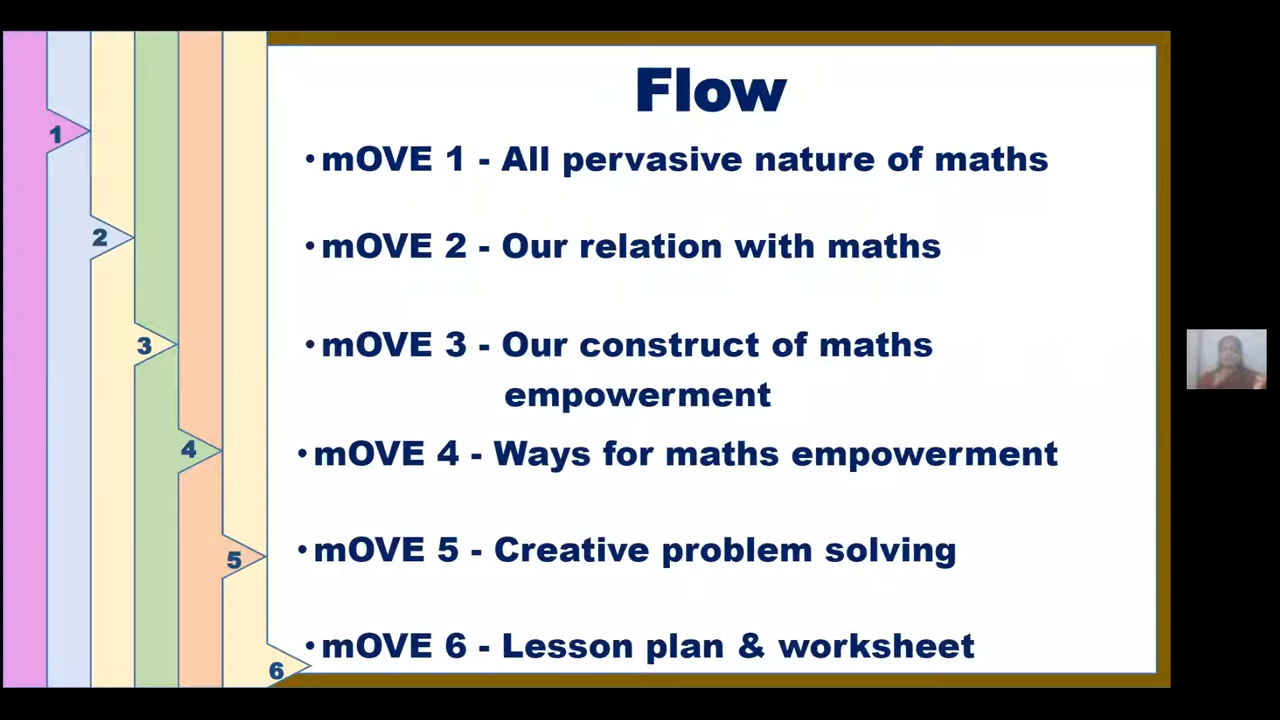 Flow
• mOVE 1 - All pervasive nature of maths
1
• mOVE 2 - Our relation with maths
2
• mOVE 3 - Our construct of maths
3
empowerment
• mOVE 4 - Ways for maths empowerment
4
• mOVE 5 - Creative problem solving
5
• mOVE 6 - Lesson plan & worksheet
6